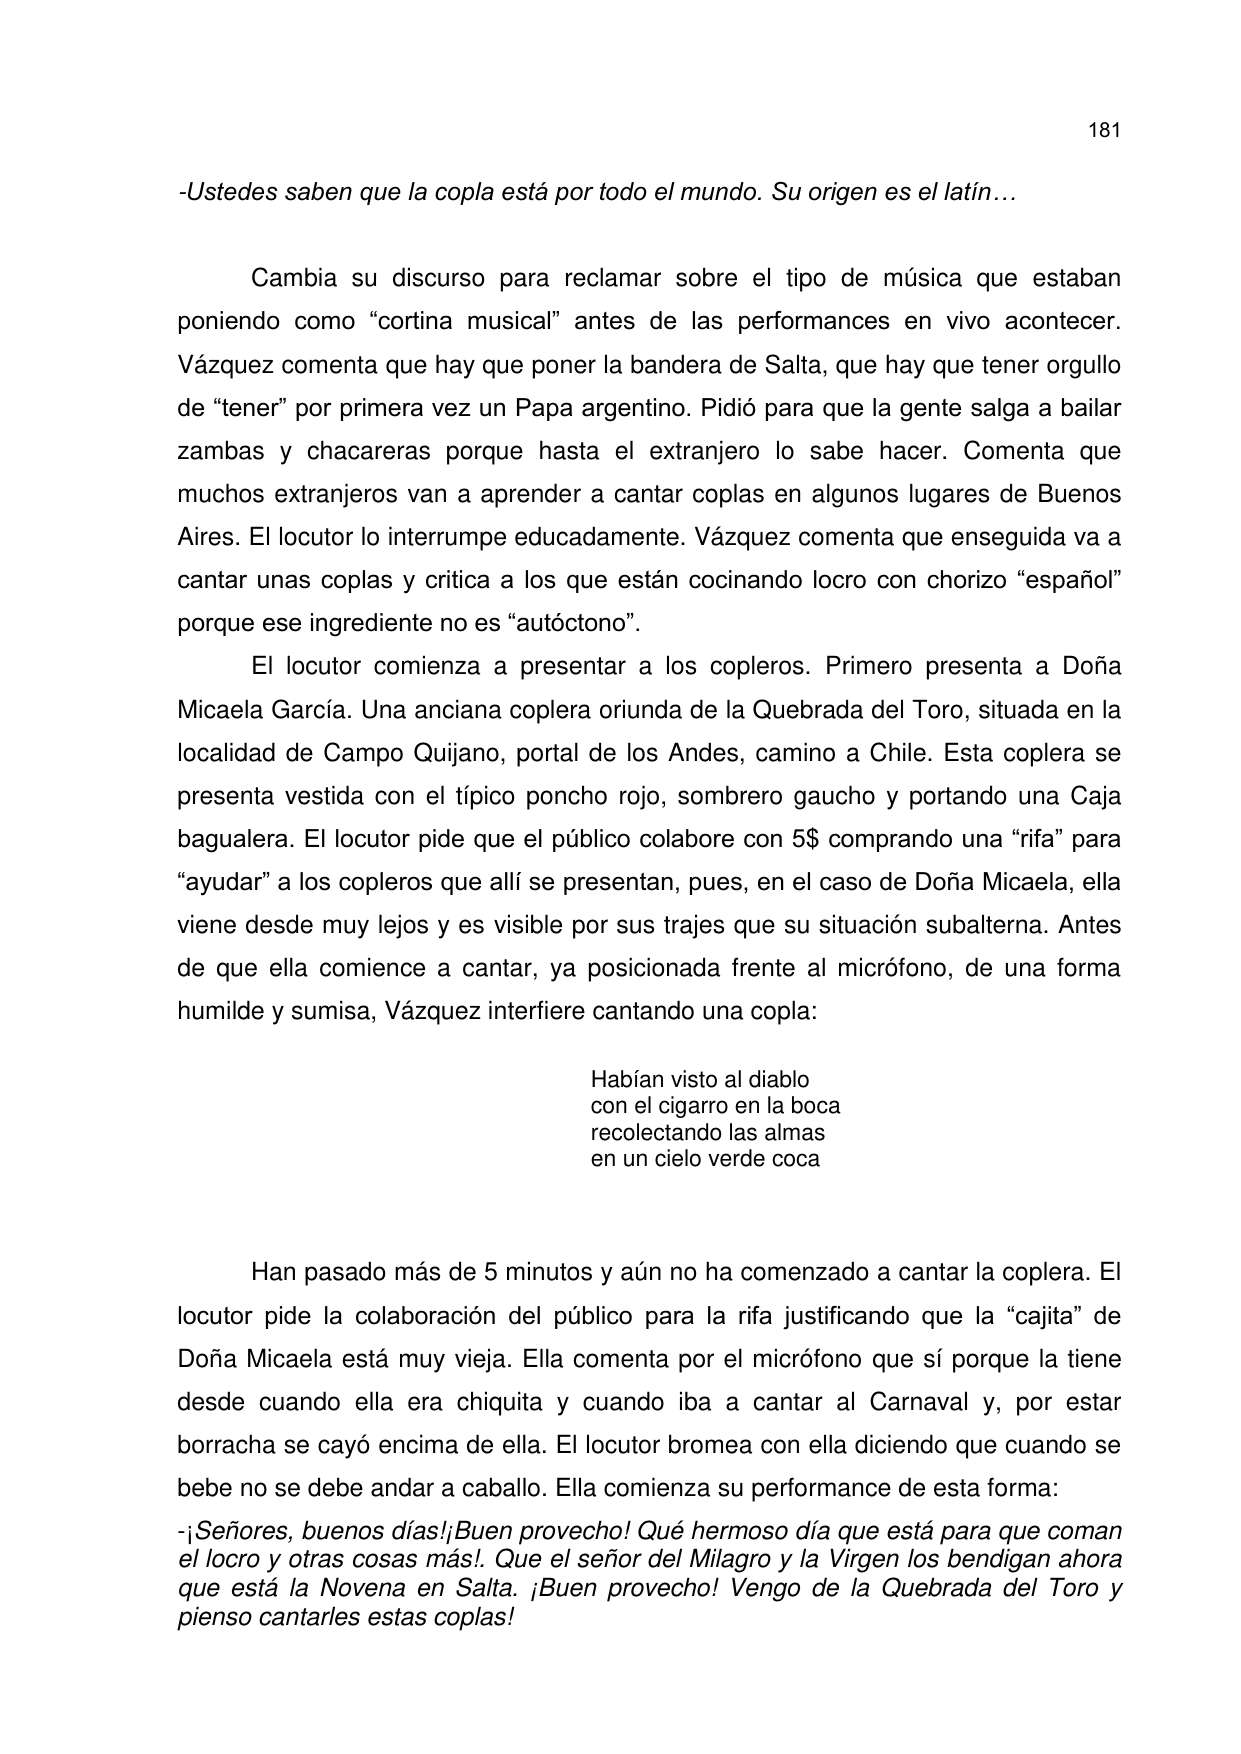 181
-Ustedes saben que la copla está por todo el mundo. Su origen es el latín…
Cambia su discurso para reclamar sobre el tipo de música que estaban
poniendo como “cortina musical” antes de las performances en vivo acontecer.
Vázquez comenta que hay que poner la bandera de Salta, que hay que tener orgullo
de “tener” por primera vez un Papa argentino. Pidió para que la gente salga a bailar
zambas y chacareras porque hasta el extranjero lo sabe hacer. Comenta que
muchos extranjeros van a aprender a cantar coplas en algunos lugares de Buenos
Aires. El locutor lo interrumpe educadamente. Vázquez comenta que enseguida va a
cantar unas coplas y critica a los que están cocinando locro con chorizo “español”
porque ese ingrediente no es “autóctono”.
El locutor comienza a presentar a los copleros. Primero presenta a Doña
Micaela García. Una anciana coplera oriunda de la Quebrada del Toro, situada en la
localidad de Campo Quijano, portal de los Andes, camino a Chile. Esta coplera se
presenta vestida con el típico poncho rojo, sombrero gaucho y portando una Caja
bagualera. El locutor pide que el público colabore con 5$ comprando una “rifa” para
“ayudar” a los copleros que allí se presentan, pues, en el caso de Doña Micaela, ella
viene desde muy lejos y es visible por sus trajes que su situación subalterna. Antes
de que ella comience a cantar, ya posicionada frente al micrófono, de una forma
humilde y sumisa, Vázquez interfiere cantando una copla:
Habían visto al diablo
con el cigarro en la boca
recolectando las almas
en un cielo verde coca
Han pasado más de 5 minutos y aún no ha comenzado a cantar la coplera. El
locutor pide la colaboración del público para la rifa justificando que la “cajita” de
Doña Micaela está muy vieja. Ella comenta por el micrófono que sí porque la tiene
desde cuando ella era chiquita y cuando iba a cantar al Carnaval y, por estar
borracha se cayó encima de ella. El locutor bromea con ella diciendo que cuando se
bebe no se debe andar a caballo. Ella comienza su performance de esta forma:
-¡Señores, buenos días!¡Buen provecho! Qué hermoso día que está para que coman
el locro y otras cosas más!. Que el señor del Milagro y la Virgen los bendigan ahora
que está la Novena en Salta. ¡Buen provecho! Vengo de la Quebrada del Toro y
pienso cantarles estas coplas!